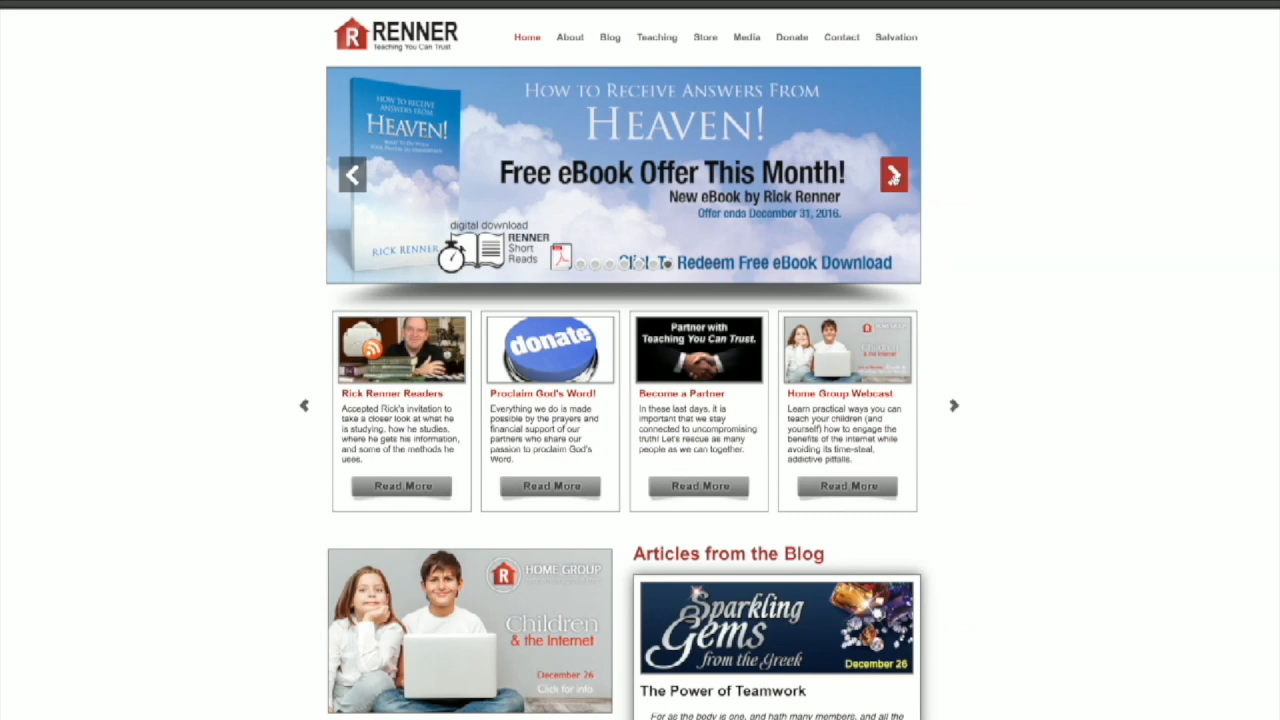 RENNER
Teaching You Can Trust
Home About Blog Teaching Store Media Donate Contact Salvation
HOW TO RECEIVE
ANSWERS FROM
HEAVEN!
RICK RENNER
HOW TO RECEIVE ANSWERS FROM
HEAVEN!
Free eBook Offer This Month!
New eBook by Rick Renner
Offer ends December 31, 2016.
digital download
RENNER
Short
Reads
To Redeem Free eBook Download
Rick Renner Readers
Accepted Rick's invitation to
take a closer look at what he
is studying, how he studies,
where he gets his information,
and some of the methods he
uses.
Read More
donate
Proclaim God's Word!
Everything we do is made
possible by the prayers and
financial support of our
partners who share our
passion to proclaim God's
Word.
Read More
Partner with
Teaching You Can Trust.
Become a Partner
In these last days, it is
important that we stay
connected to uncompromising
truth! Let's rescue as many
people as we can together.
Read More
HOME GROUP
Children
& the Internet
Home Group Webcast
Learn practical ways you can
teach your children (and
yourself) how to engage the
benefits of the internet while
avoiding its time-steal,
addictive pitfalls.
Read More
R HOME GROUP
Children
& the Internet
December 26
Click for info
Articles from the Blog
Sparkling
Gems
from the Greek
December 26
The Power of Teamwork
For as the body is one, and hath many members, and all the